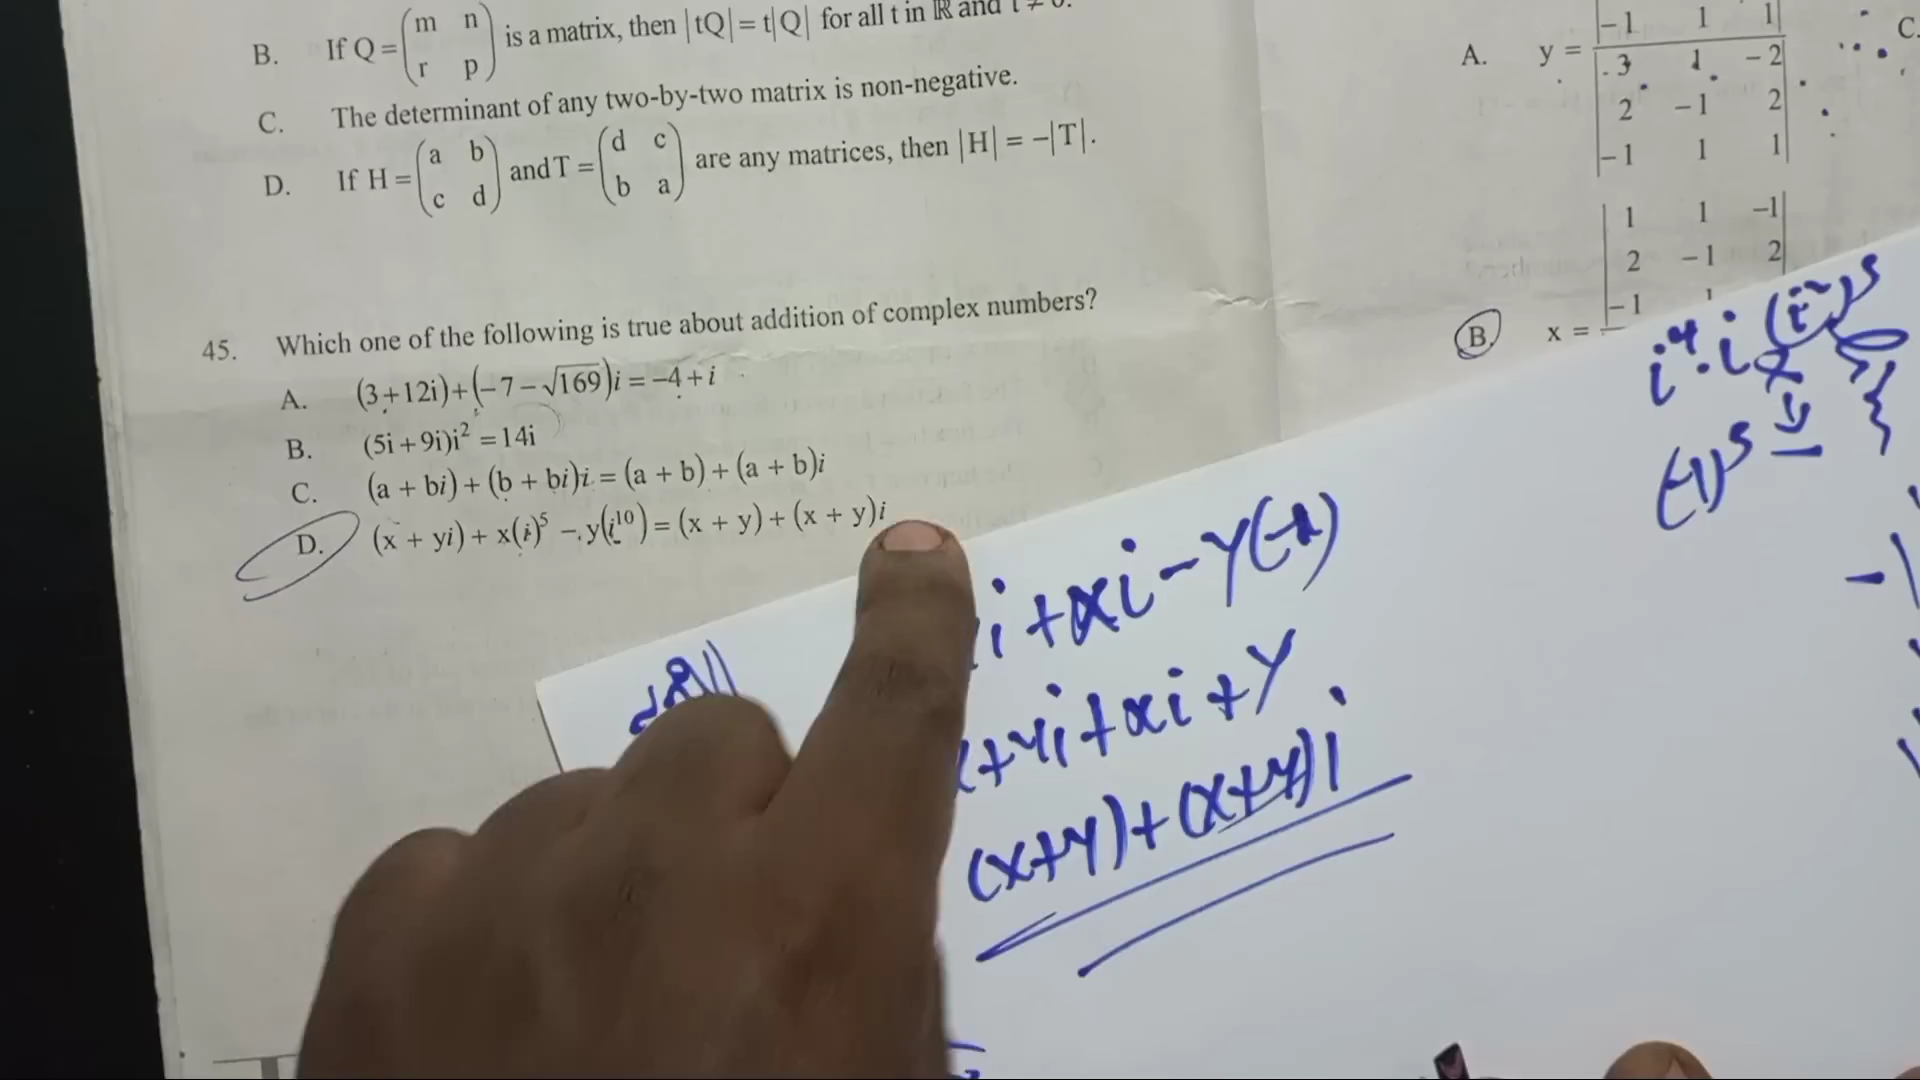 B. If Q = (m n r p) is a matrix, then |tQ| = t|Q| for all t in ℝ and t ≠ 0.
C. The determinant of any two-by-two matrix is non-negative.
D. If H = (a b c d) and T = (d c b a) are any matrices, then |H| = −|T|.
45. Which one of the following is true about addition of complex numbers?
A. (3+12i)+(−7−√169)i = −4+i
B. (5i+9i)i² = 14i
C. (a + bi) + (b + bi)i = (a + b) + (a + b)i
D. (x + yi) + x(i)⁵ − y(i¹⁰) = (x + y) + (x + y)i
−1 1 1
A. y =
3 1 −2
2 −1 2
−1 1 1
1 1 −1
2 −1 2
−1
B. x =
C.
i⁴·i (i²)⁵
(−1)⁵
i + xi − y(−1)
x + yi + xi + y
(x+y)+(x+y)i